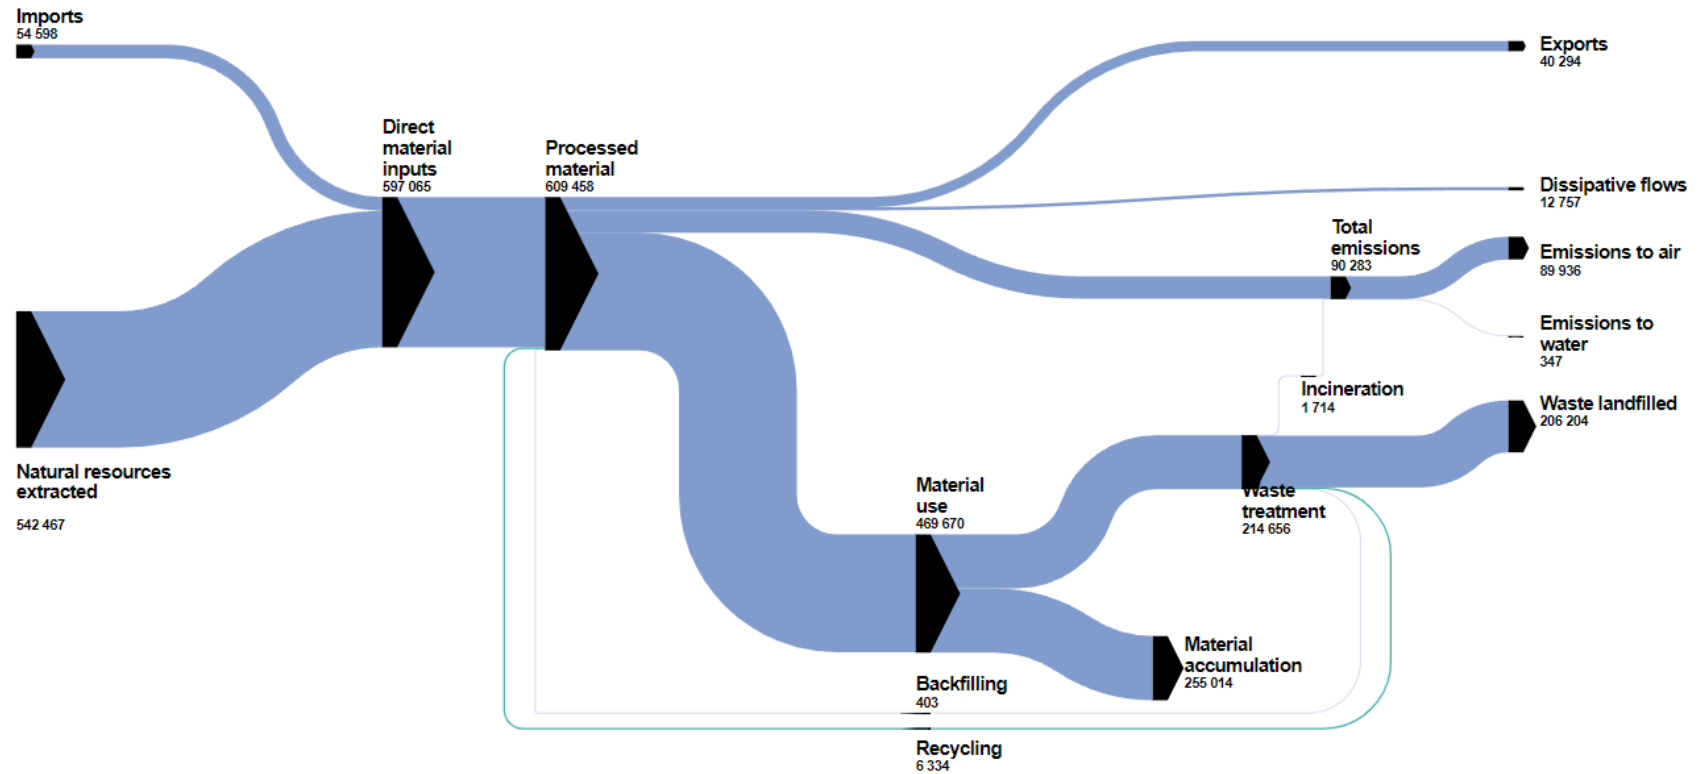 Imports
54 598
Exports
40 294
Direct
material
inputs
597 065
Processed
material
609 458
Dissipative flows
12 757
Total
emissions
90 283
Emissions to air
89 936
Emissions to
water
347
Incineration
1 714
Waste landfilled
206 204
Natural resources
extracted
542 467
Material
use
469 670
Waste
treatment
214 656
Material
accumulation
255 014
Backfilling
403
Recycling
6 334